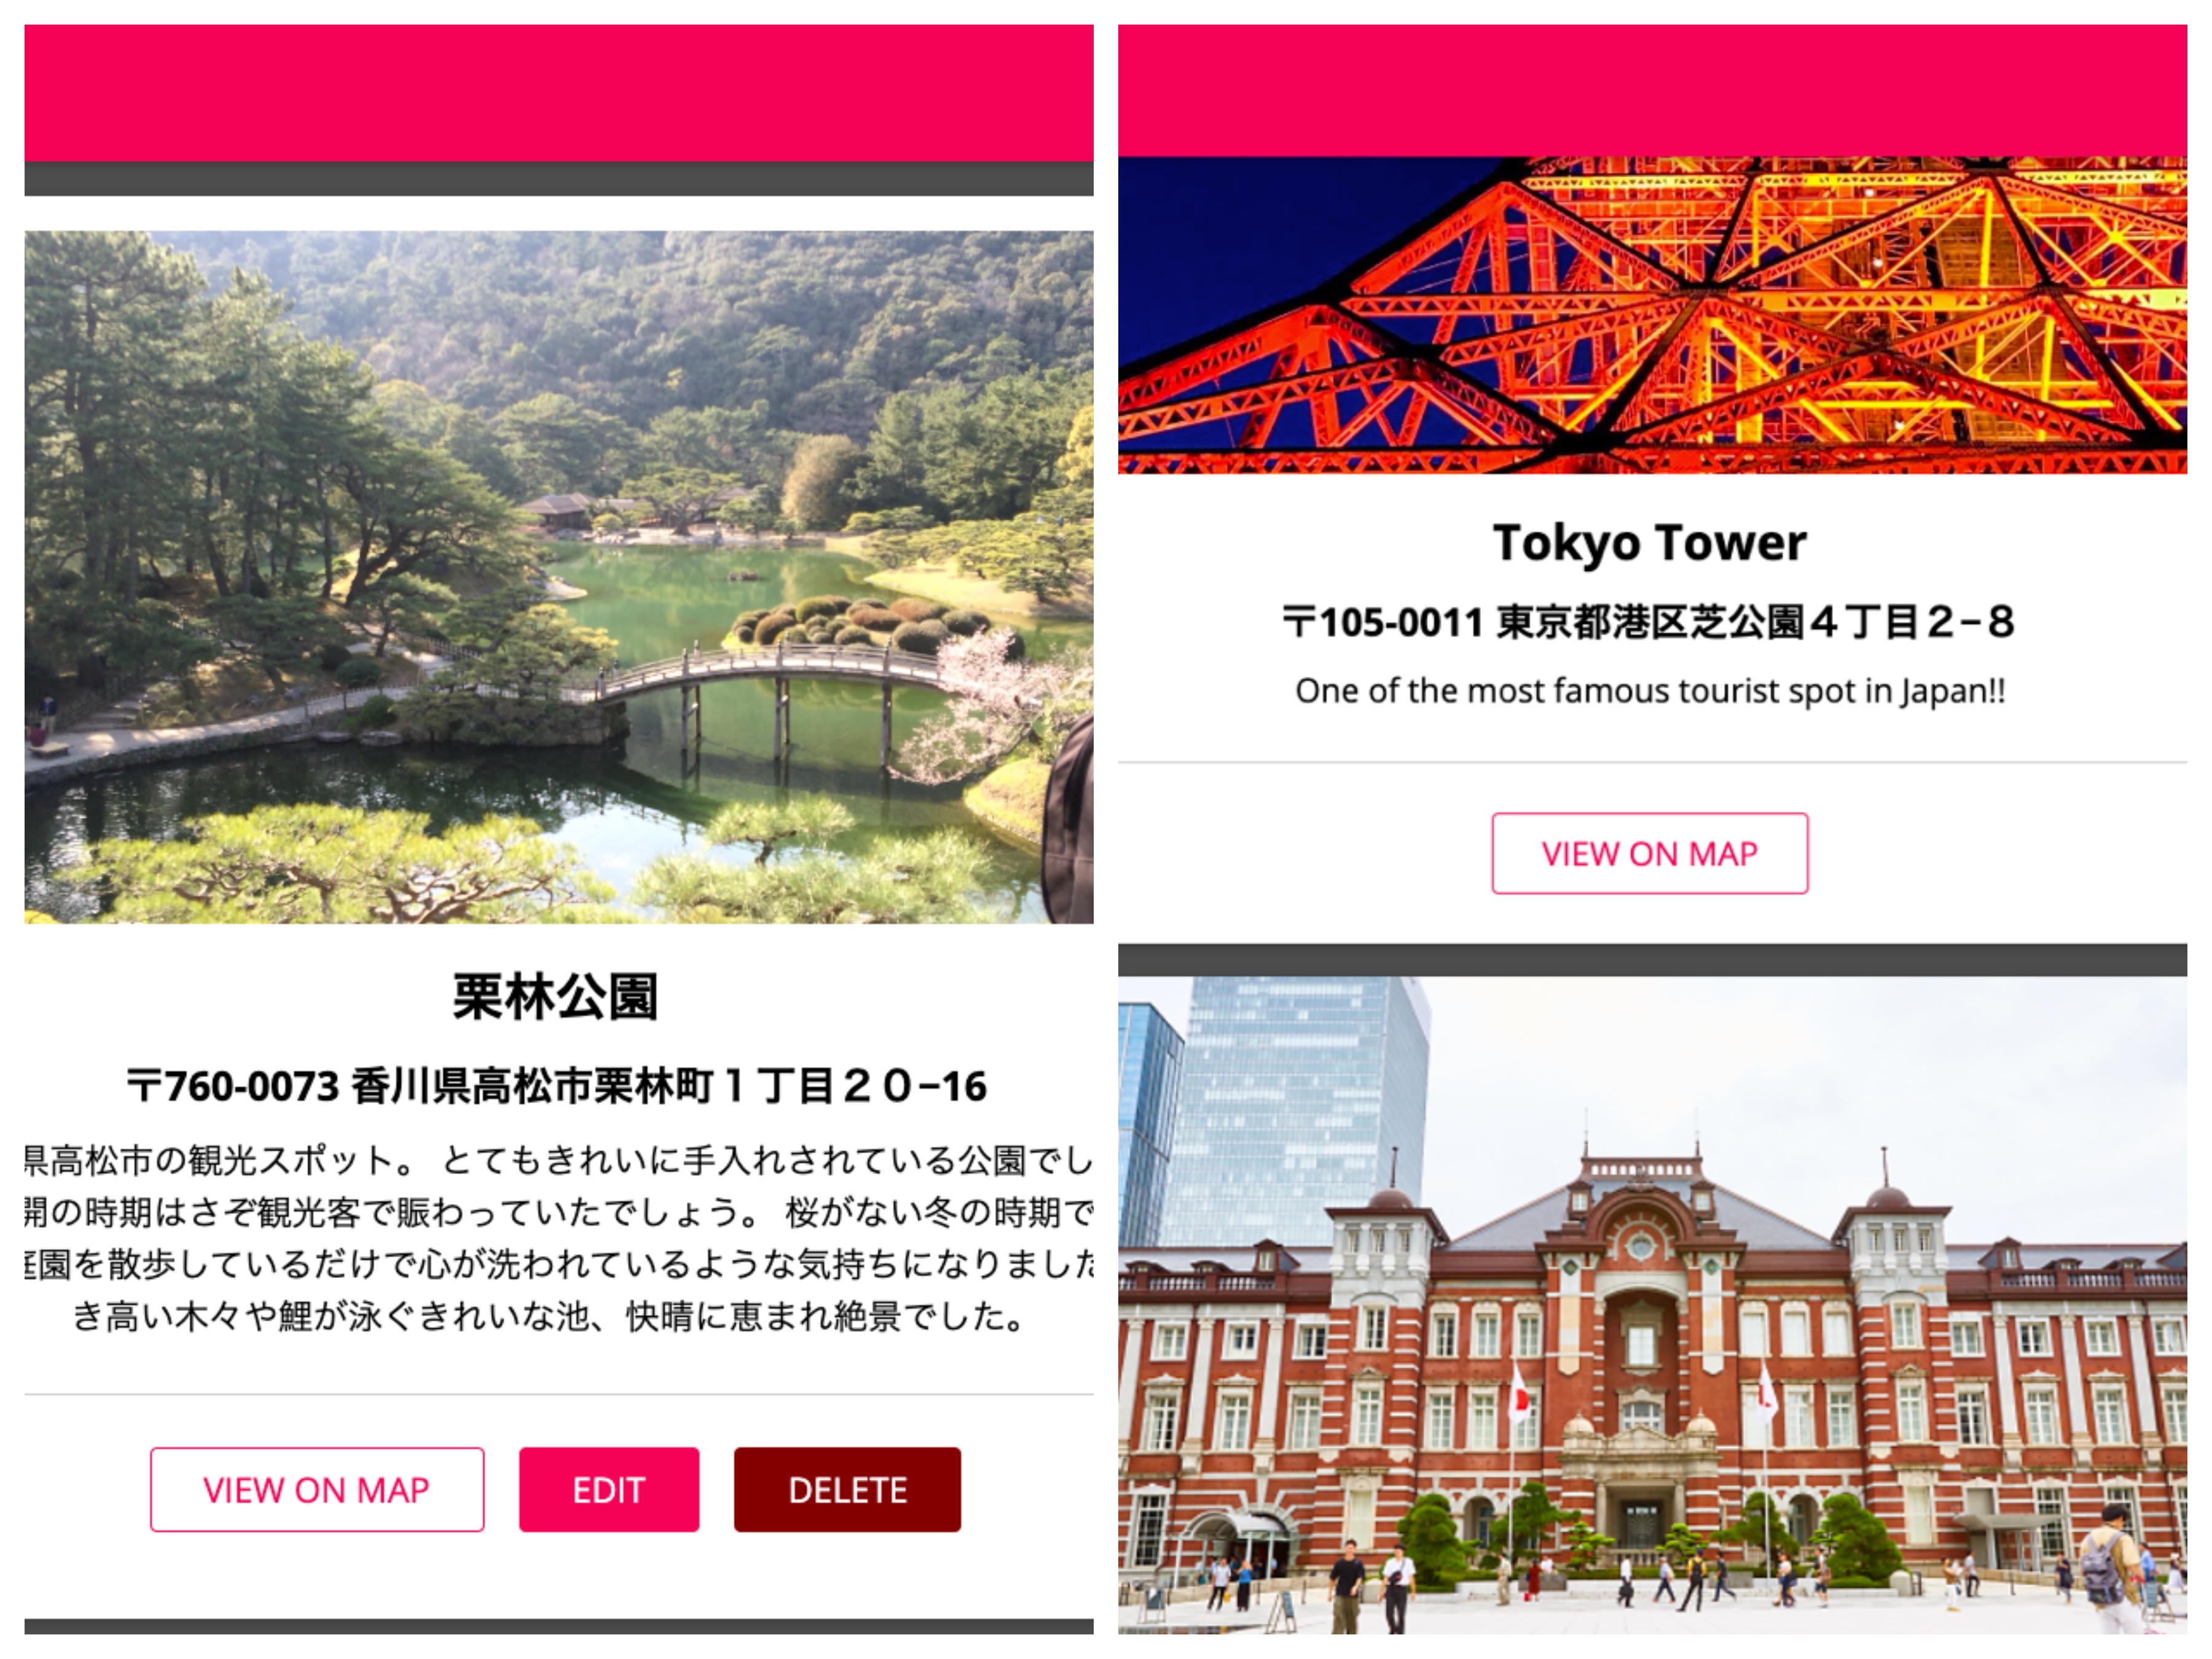 栗林公園
〒760-0073 香川県高松市栗林町１丁目２０−16
県高松市の観光スポット。 とてもきれいに手入れされている公園でし
開の時期はさぞ観光客で賑わっていたでしょう。 桜がない冬の時期で
庭園を散歩しているだけで心が洗われているような気持ちになりました
き高い木々や鯉が泳ぐきれいな池、快晴に恵まれ絶景でした。
VIEW ON MAP
EDIT
DELETE
Tokyo Tower
〒105-0011 東京都港区芝公園４丁目２−８
One of the most famous tourist spot in Japan!!
VIEW ON MAP